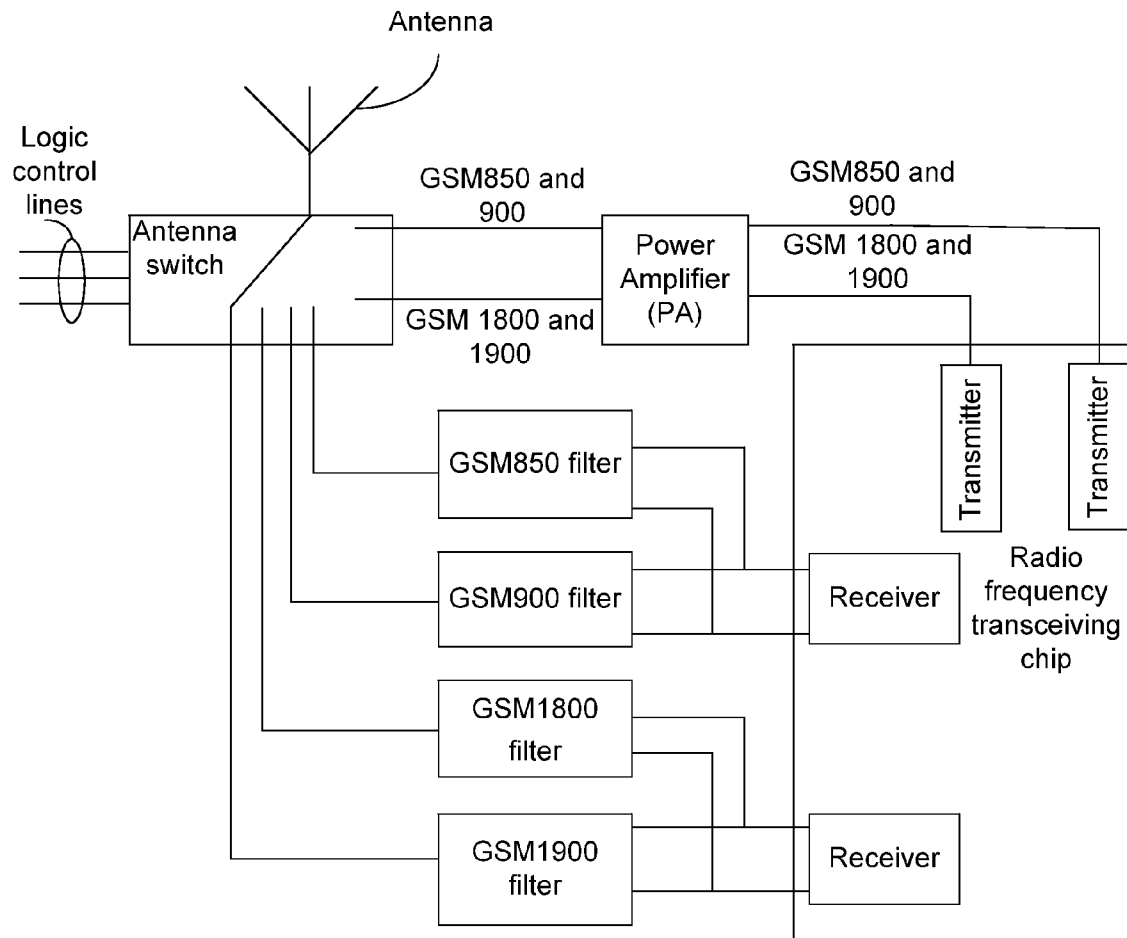 Antenna
Logic
control
lines
Antenna
switch
GSM850 and
900
GSM 1800 and
1900
Power
Amplifier
(PA)
GSM850 and
900
GSM 1800 and
1900
Transmitter
Transmitter
GSM850 filter
GSM900 filter
Receiver
Radio
frequency
transceiving
chip
GSM1800
filter
GSM1900
filter
Receiver